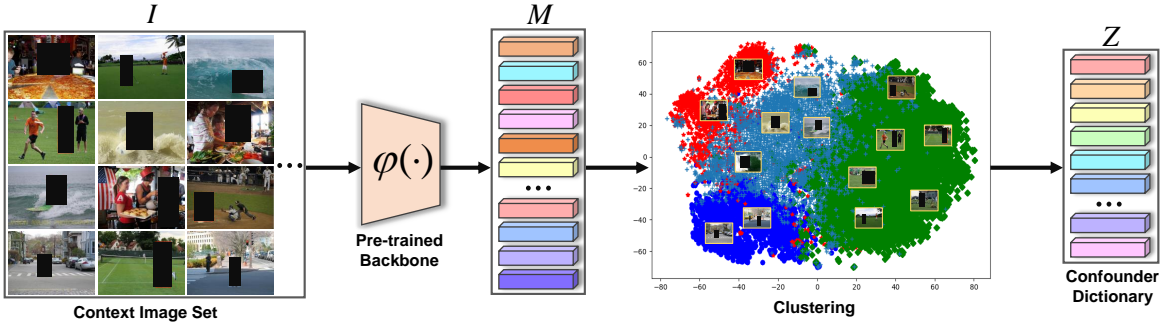 I
M
Z
φ(·)
Pre-trained
Backbone
Context Image Set
60
40
20
0
−20
−40
−60
−80
−60
−40
−20
0
20
40
60
80
Clustering
Confounder
Dictionary